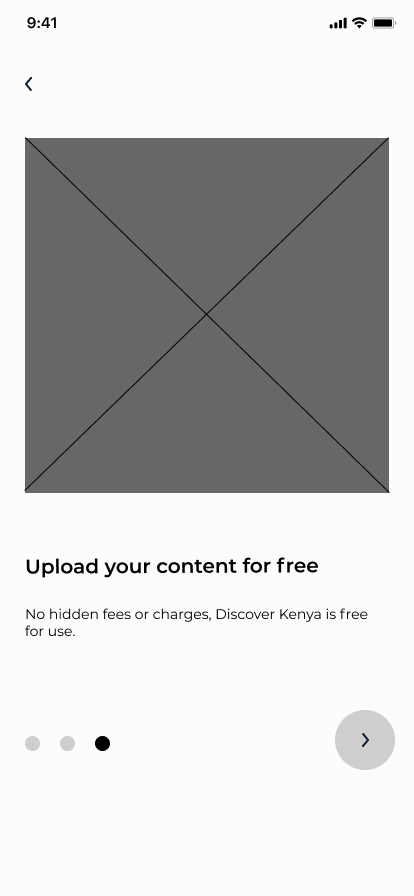 9:41
Upload your content for free
No hidden fees or charges, Discover Kenya is free
for use.